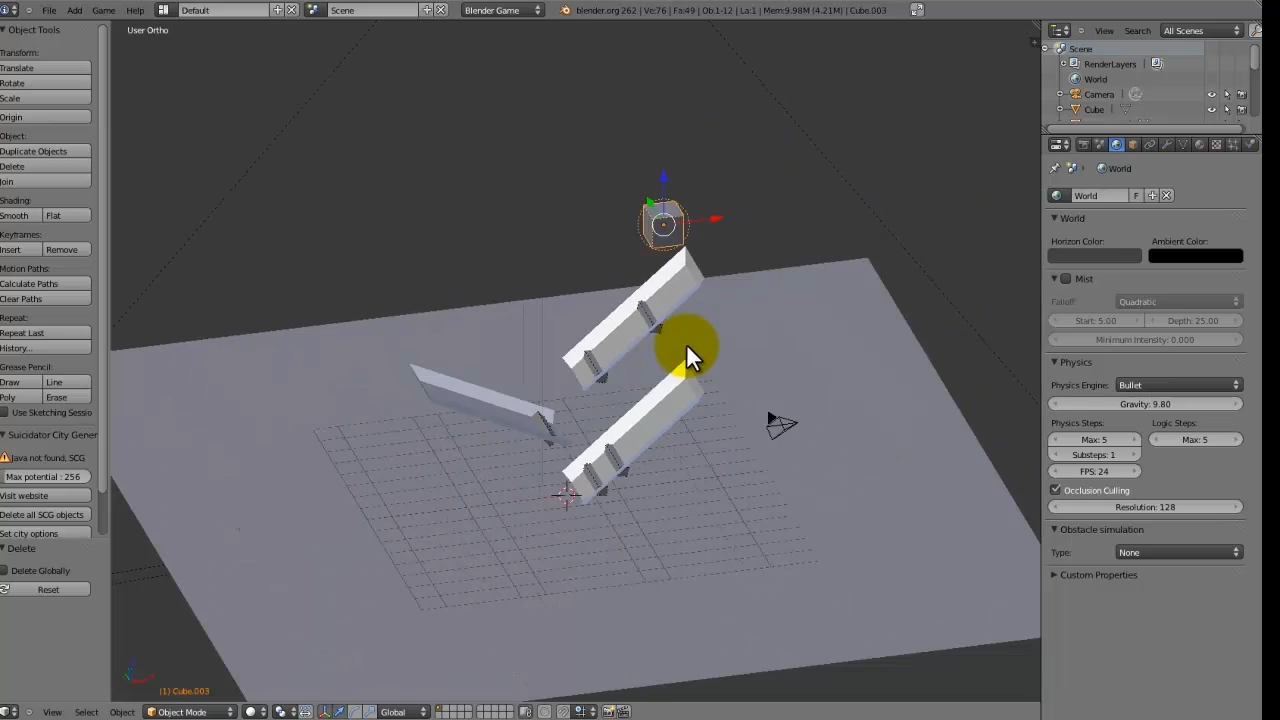 Default
Scene
Blender Game
blender.org 262 | Ve:76 | Fa:49 | Ob:1-12 | La:1 | Mem:9.98M (4.21M) | Cube.003
File Add Game Help
User Ortho
Object Tools
Transform:
Translate
Rotate
Scale
Origin
Object:
Duplicate Objects
Delete
Join
Shading:
Smooth Flat
Keyframes:
Insert Remove
Motion Paths:
Calculate Paths
Clear Paths
Repeat:
Repeat Last
History...
Grease Pencil:
Draw Line
Poly Erase
Use Sketching Sessio
Suicidator City Gener
Java not found, SCG
Max potential : 256
Visit website
Delete all SCG objects
Set city options
Delete
Delete Globally
Reset
(1) Cube.003
View Select Object
Object Mode
Global
View Search All Scenes
Scene
RenderLayers
World
Camera
Cube
World
World F
World
Horizon Color: Ambient Color:
Mist
Falloff: Quadratic
Start: 5.00 Depth: 25.00
Minimum Intensity: 0.000
Physics
Physics Engine: Bullet
Gravity: 9.80
Physics Steps: Logic Steps:
Max: 5 Max: 5
Substeps: 1
FPS: 24
Occlusion Culling
Resolution: 128
Obstacle simulation
Type: None
Custom Properties